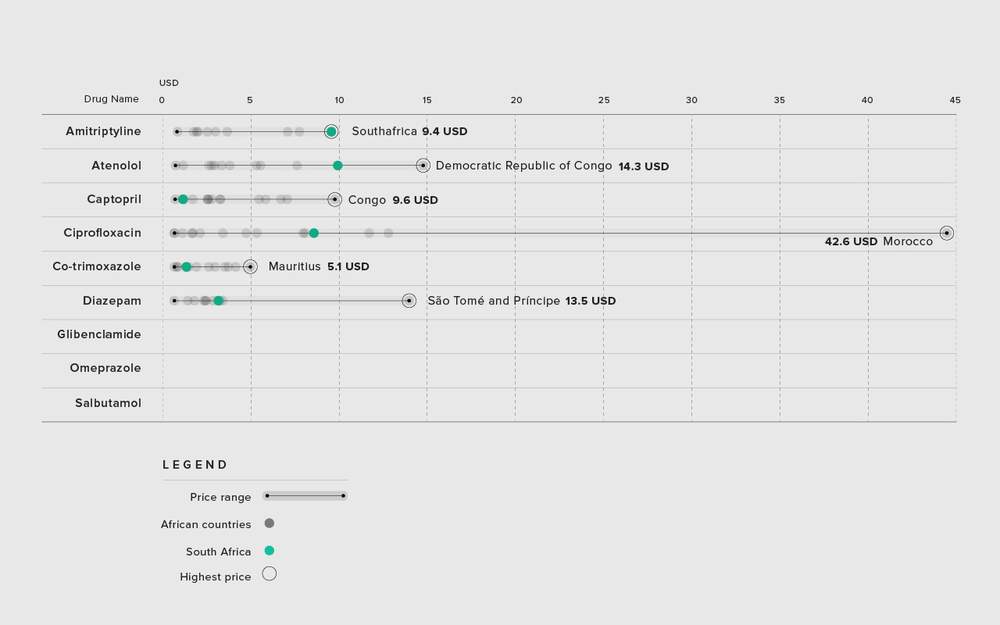 USD
Drug Name 0 5 10 15 20 25 30 35 40 45
Amitriptyline Southafrica 9.4 USD
Atenolol Democratic Republic of Congo 14.3 USD
Captopril Congo 9.6 USD
Ciprofloxacin
42.6 USD Morocco
Co-trimoxazole Mauritius 5.1 USD
Diazepam São Tomé and Príncipe 13.5 USD
Glibenclamide
Omeprazole
Salbutamol
LEGEND
Price range
African countries
South Africa
Highest price